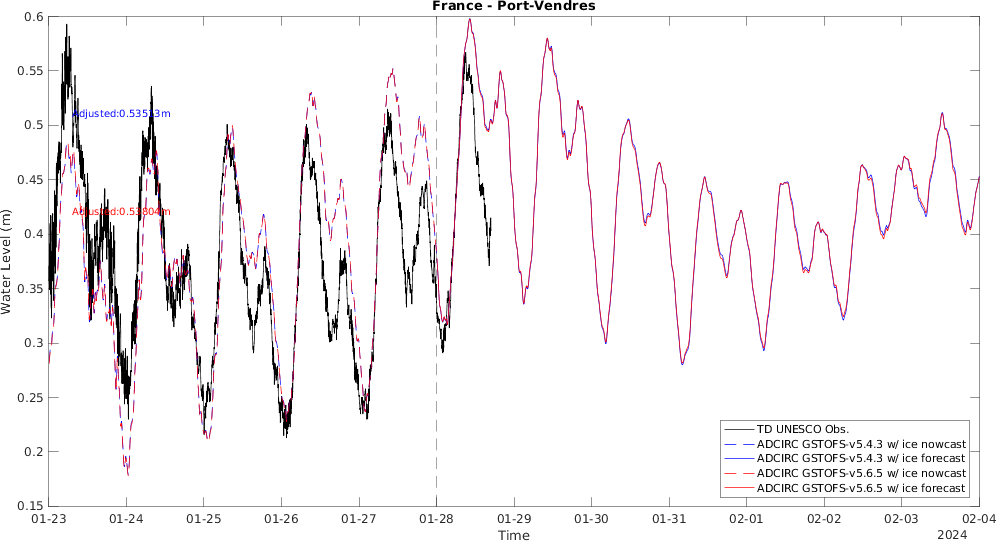 France - Port-Vendres
0.6
0.55
0.5
0.45
0.4
0.35
0.3
0.25
0.2
0.15
Water Level (m)
Adjusted:0.53804m
TD UNESCO Obs.
ADCIRC GSTOFS-v5.4.3 w/ ice nowcast
ADCIRC GSTOFS-v5.4.3 w/ ice forecast
ADCIRC GSTOFS-v5.6.5 w/ ice nowcast
ADCIRC GSTOFS-v5.6.5 w/ ice forecast
01-23 01-24 01-25 01-26 01-27 01-28 01-29 01-30 01-31 02-01 02-02 02-03 02-04
Time
2024